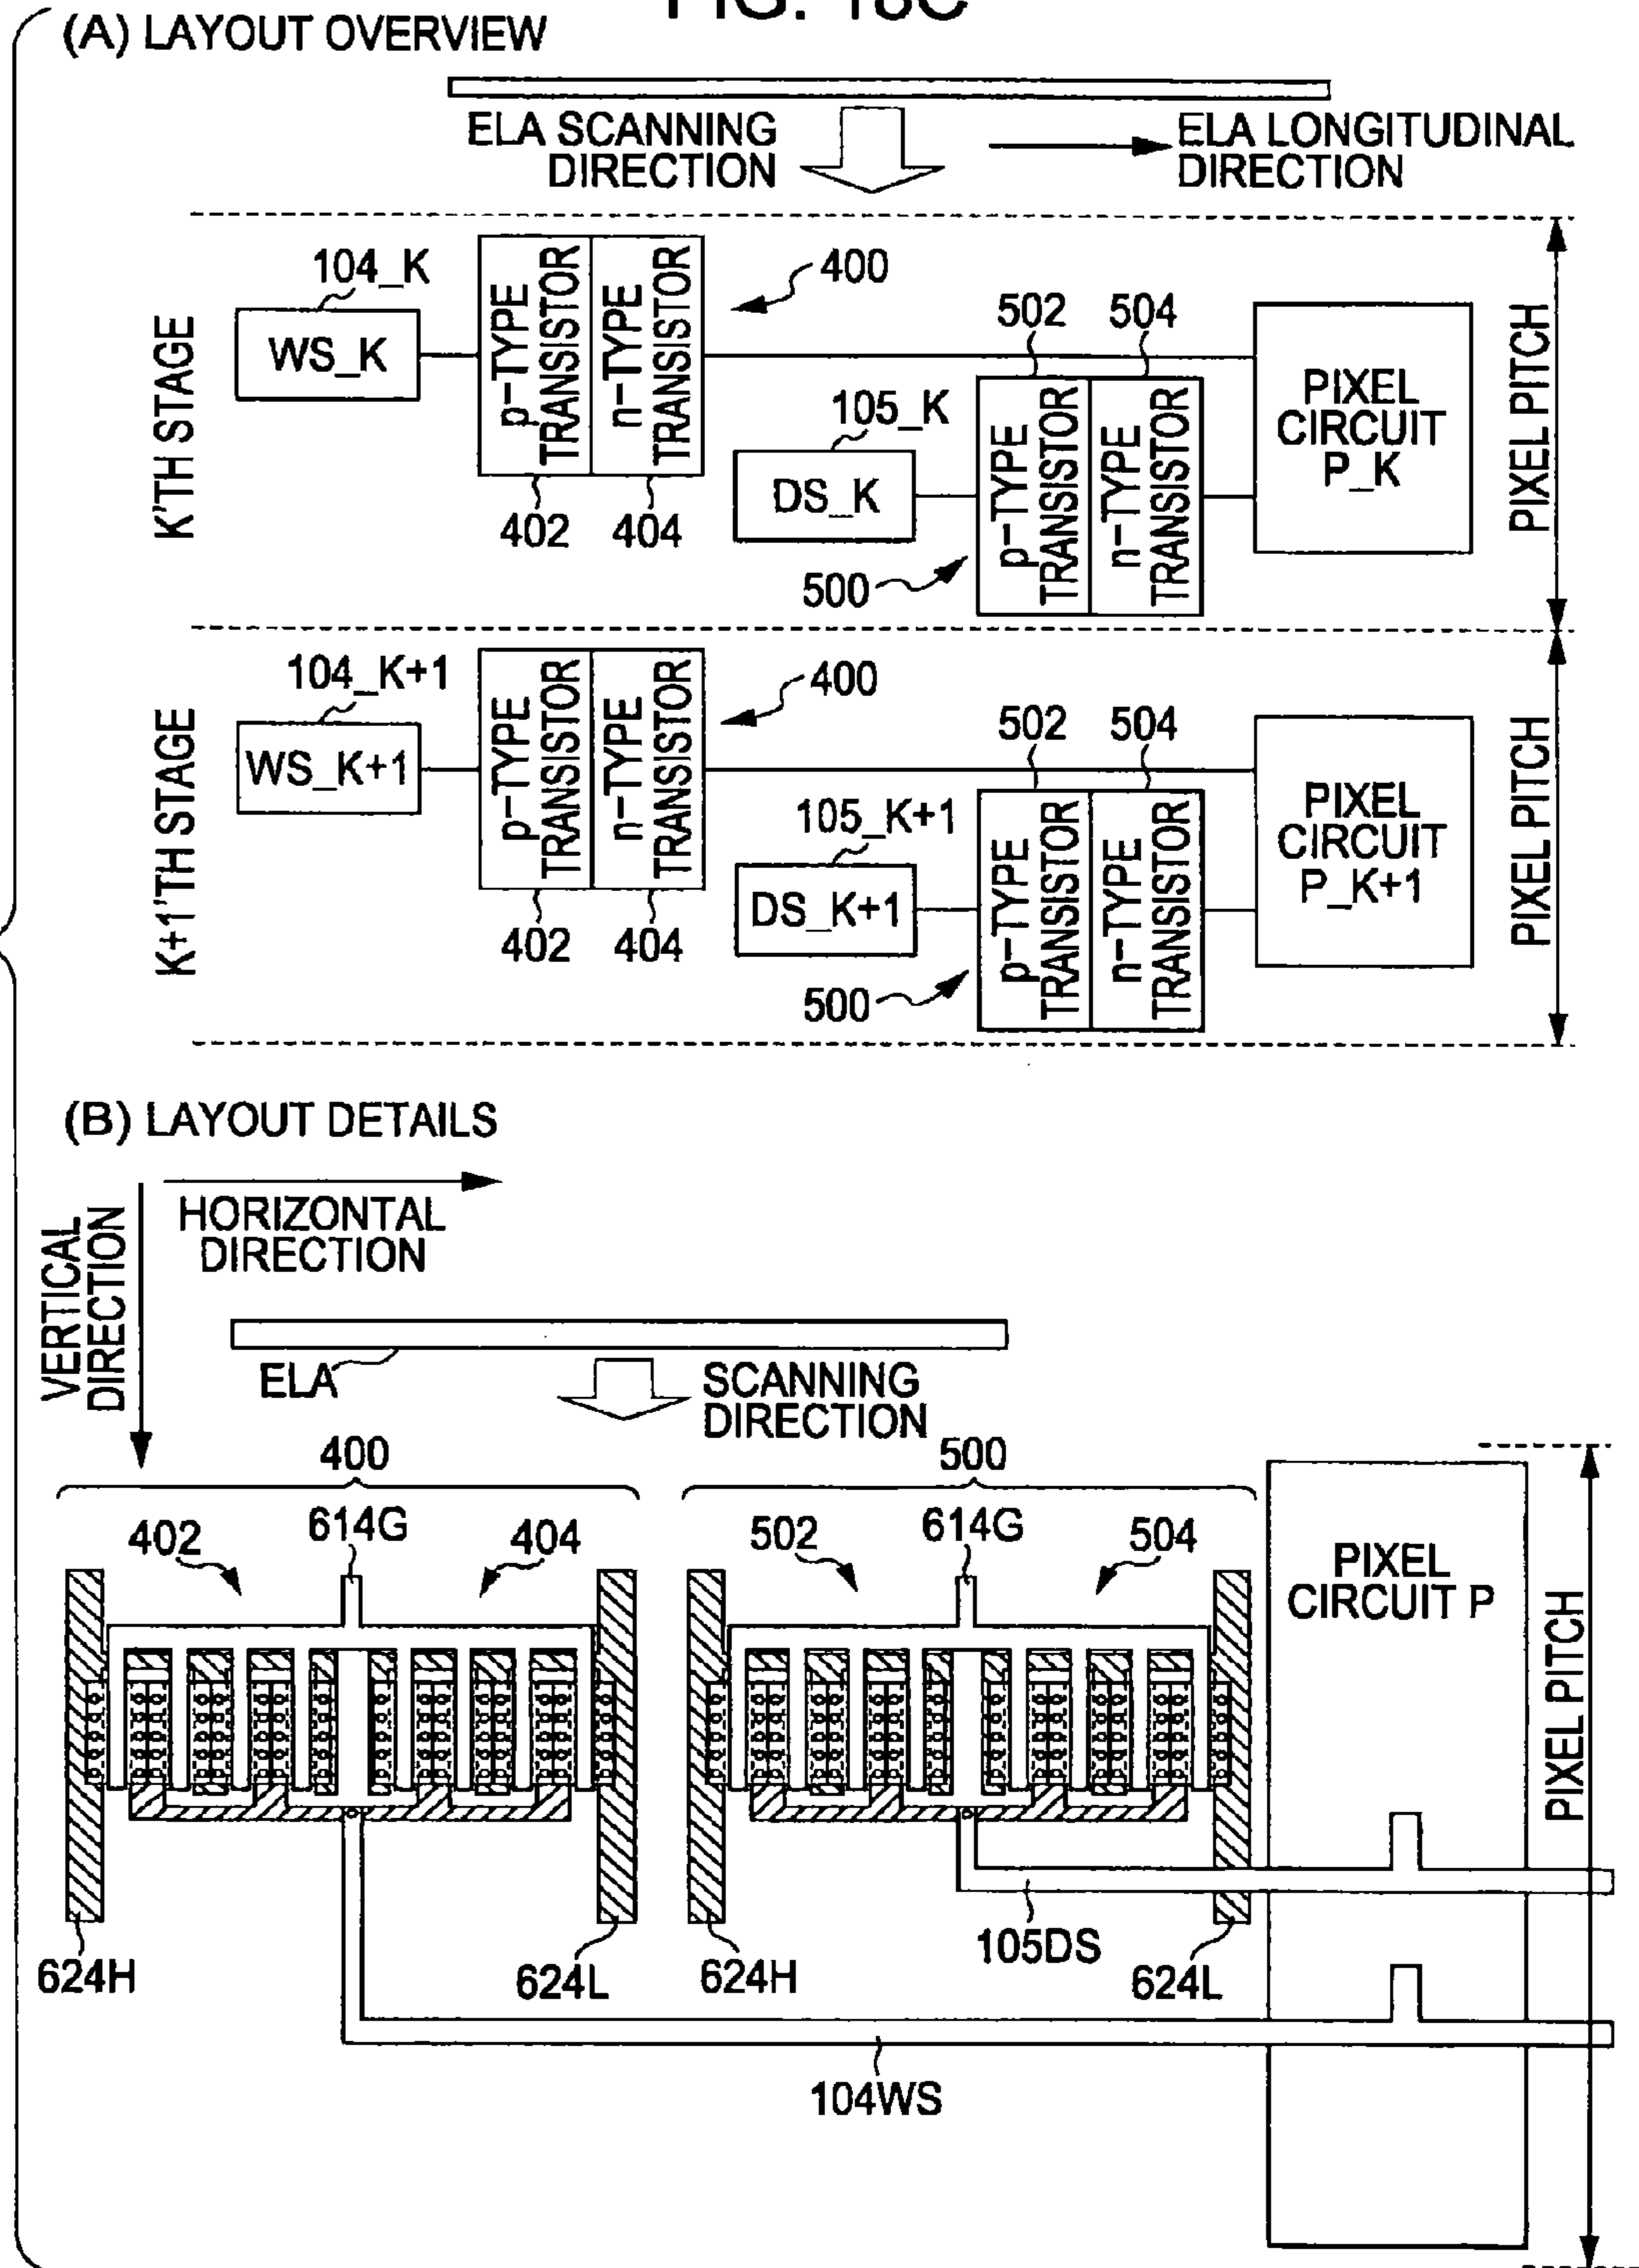 FIG. 18C
(A) LAYOUT OVERVIEW
ELA SCANNING
DIRECTION
ELA LONGITUDINAL
DIRECTION
K'TH STAGE
104_K
WS_K
p-TYPE
TRANSISTOR
n-TYPE
TRANSISTOR
400
402
404
105_K
DS_K
502
504
p-TYPE
TRANSISTOR
n-TYPE
TRANSISTOR
500
PIXEL
CIRCUIT
P_K
PIXEL PITCH
K+1'TH STAGE
104_K+1
WS_K+1
p-TYPE
TRANSISTOR
n-TYPE
TRANSISTOR
400
402
404
105_K+1
DS_K+1
502
504
p-TYPE
TRANSISTOR
n-TYPE
TRANSISTOR
500
PIXEL
CIRCUIT
P_K+1
PIXEL PITCH
(B) LAYOUT DETAILS
HORIZONTAL
DIRECTION
VERTICAL
DIRECTION
ELA
SCANNING
DIRECTION
400
500
402
614G
404
502
614G
504
PIXEL
CIRCUIT P
PIXEL PITCH
624H
624L
624H
105DS
624L
104WS